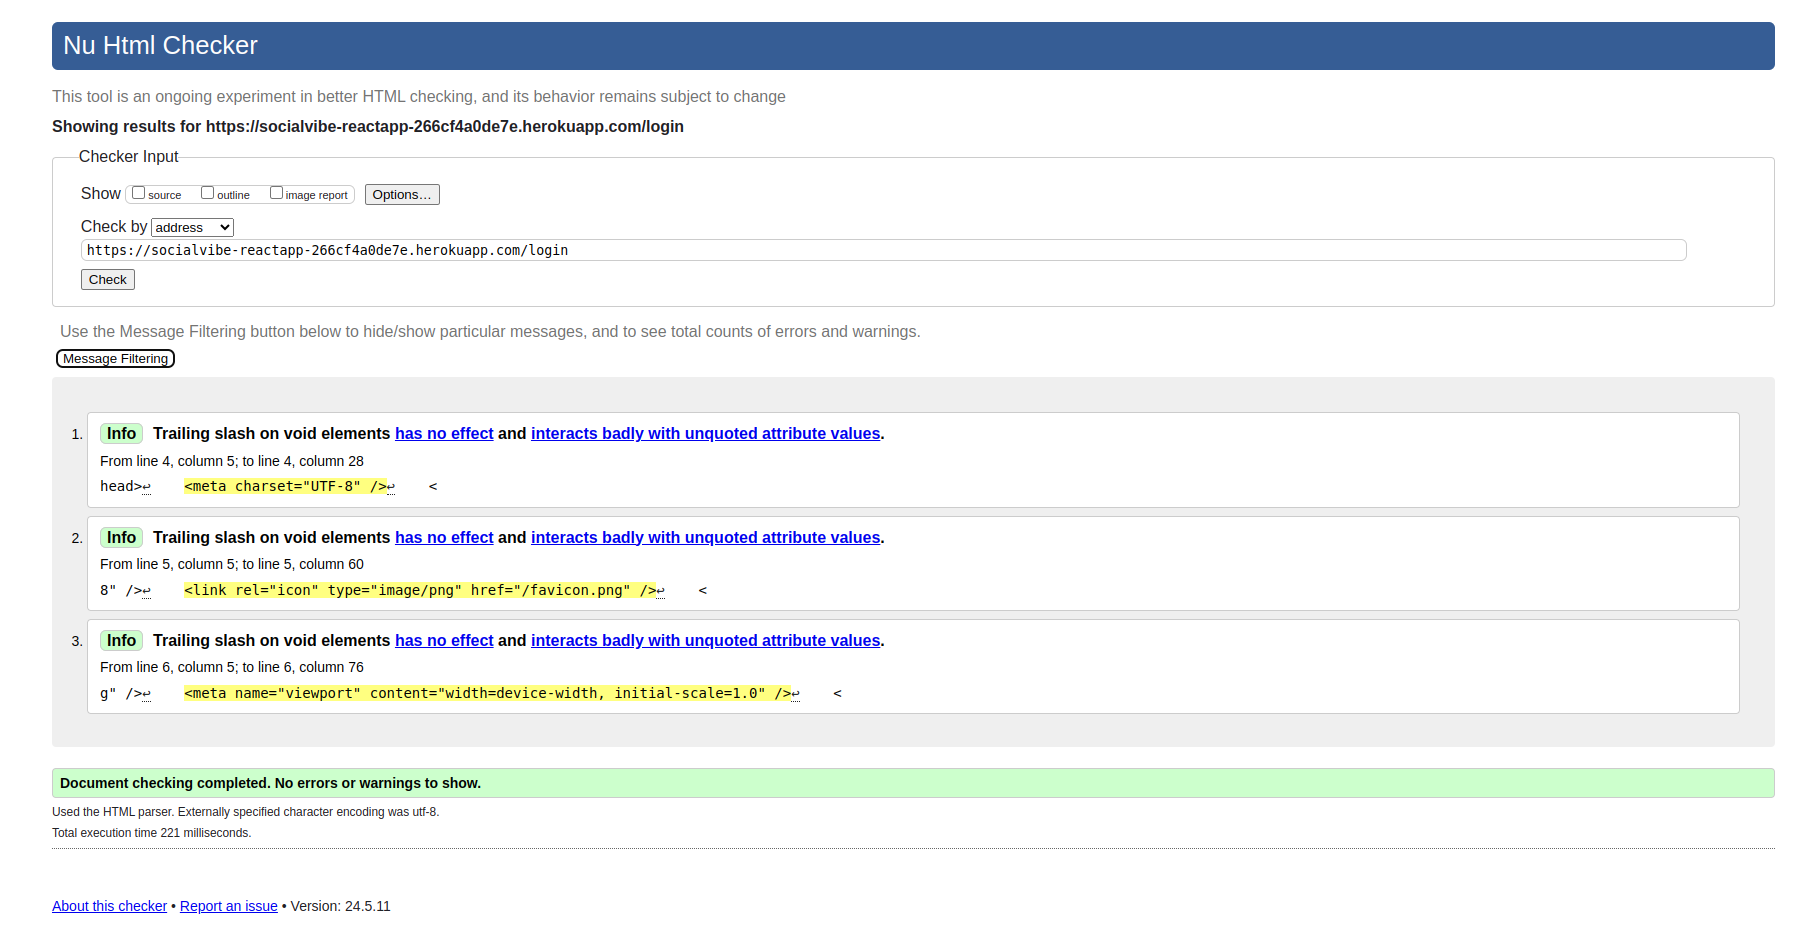 Nu Html Checker
This tool is an ongoing experiment in better HTML checking, and its behavior remains subject to change
Showing results for https://socialvibe-reactapp-266cf4a0de7e.herokuapp.com/login
Checker Input
Show source outline image report Options...
Check by address
https://socialvibe-reactapp-266cf4a0de7e.herokuapp.com/login
Check
Use the Message Filtering button below to hide/show particular messages, and to see total counts of errors and warnings.
Message Filtering
1. Info Trailing slash on void elements has no effect and interacts badly with unquoted attribute values.
From line 4, column 5; to line 4, column 28
head>↩ <meta charset="UTF-8" />↩ <
2. Info Trailing slash on void elements has no effect and interacts badly with unquoted attribute values.
From line 5, column 5; to line 5, column 60
8" />↩ <link rel="icon" type="image/png" href="/favicon.png" />↩ <
3. Info Trailing slash on void elements has no effect and interacts badly with unquoted attribute values.
From line 6, column 5; to line 6, column 76
g" />↩ <meta name="viewport" content="width=device-width, initial-scale=1.0" />↩ <
Document checking completed. No errors or warnings to show.
Used the HTML parser. Externally specified character encoding was utf-8.
Total execution time 221 milliseconds.
About this checker • Report an issue • Version: 24.5.11